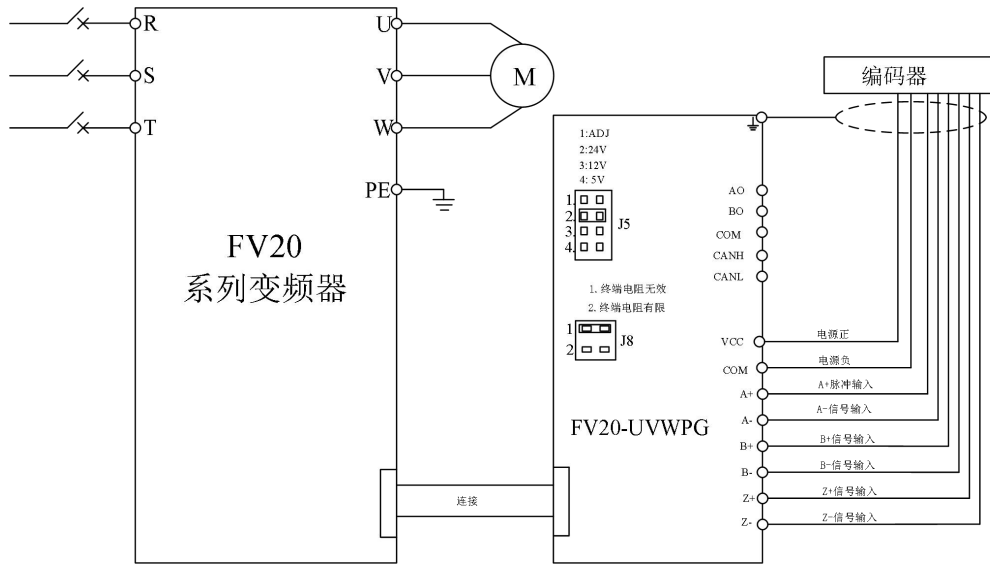 R
S
T
U
V
W
PE
M
FV20
系列变频器
编码器
1:ADJ
2:24V
3:12V
4: 5V
1.
2.
3.
4.
J5
1. 终端电阻无效
2. 终端电阻有限
1
2
J8
FV20-UVWPG
连接
AO
BO
COM
CANH
CANL
VCC 电源正
COM 电源负
A+ A+脉冲输入
A- A-信号输入
B+ B+信号输入
B- B-信号输入
Z+ Z+信号输入
Z- Z-信号输入